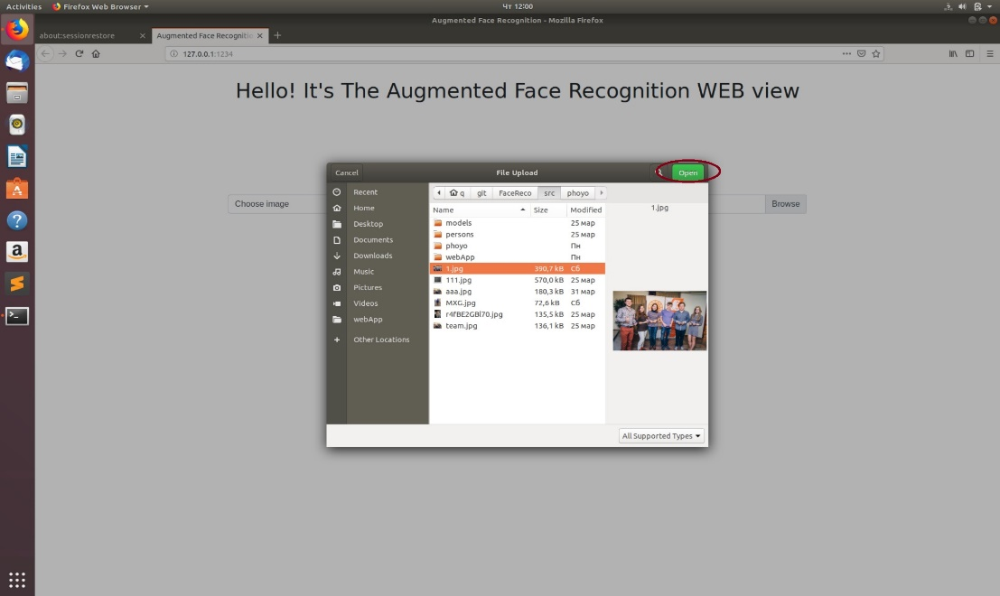 Activities Firefox Web Browser Чт 12:00
Augmented Face Recognition - Mozilla Firefox
about:sessionrestore Augmented Face Recognitio
127.0.0.1:1234
Hello! It's The Augmented Face Recognition WEB view
Cancel File Upload Open
Choose image Browse
Recent
Home
Desktop
Documents
Downloads
Music
Pictures
Videos
webApp
Other Locations
q git FaceReco src phoyo
Name Size Modified
models 25 мар
persons 25 мар
phoyo Пн
webApp Пн
1.jpg 390,7 kB Сб
111.jpg 570,0 kB 25 мар
aaa.jpg 180,3 kB 31 мар
MXG.jpg 72,6 kB Сб
r4fBE2GBl70.jpg 135,5 kB 25 мар
team.jpg 136,1 kB 25 мар
1.jpg
All Supported Types